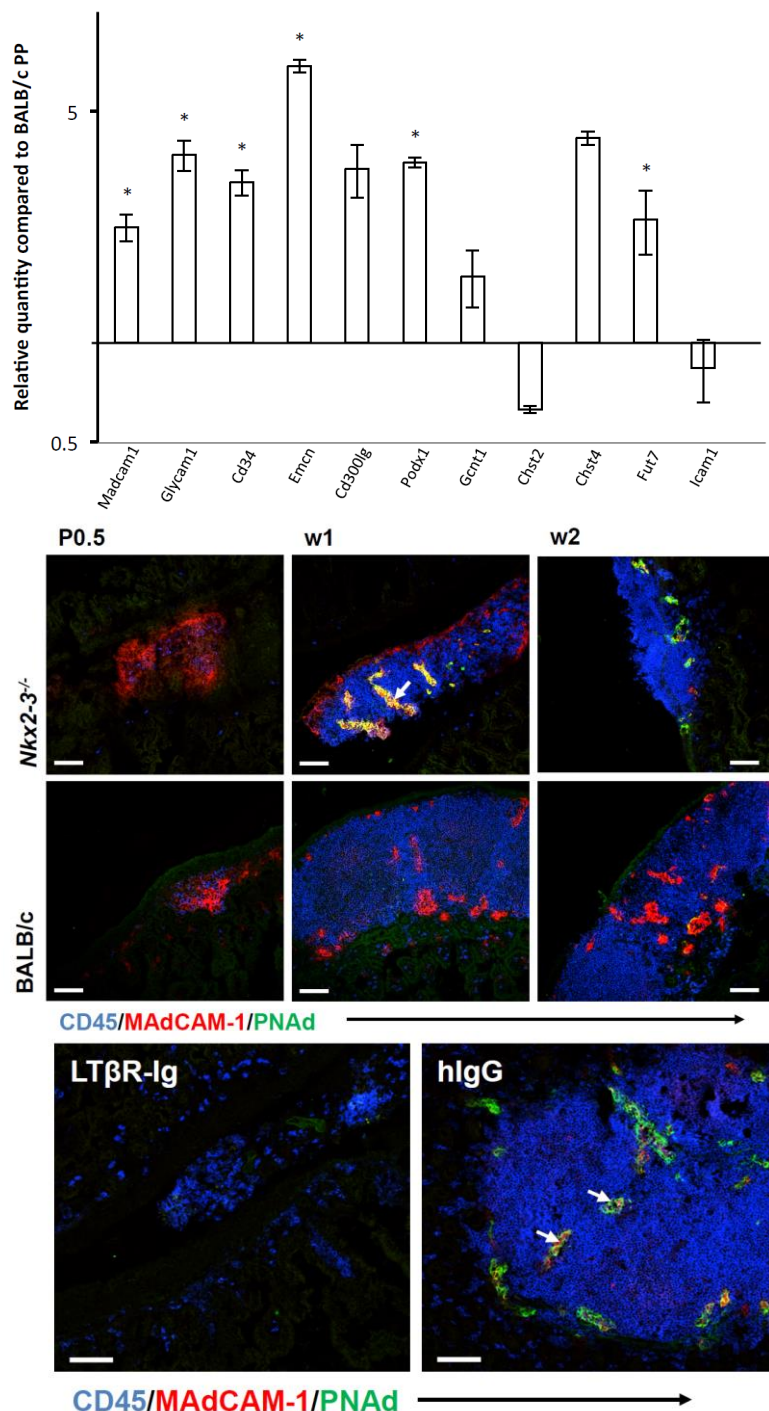 Relative quantity compared to BALB/c PP
5
0.5
*
*
*
*
*
*
Madcam1
Glycam1
Cd34
Emcn
Cd300lg
Podx1
Gcnt1
Chst2
Chst4
Fut7
Icam1
P0.5
w1
w2
Nkx2-3-/-
BALB/c
CD45/MAdCAM-1/PNAd
LTβR-Ig
hIgG
CD45/MAdCAM-1/PNAd